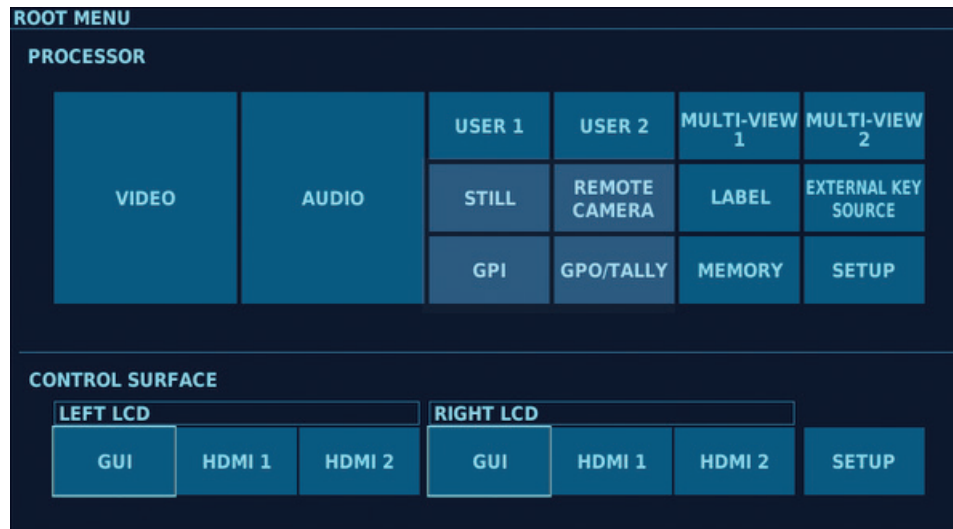 ROOT MENU
PROCESSOR
VIDEO
AUDIO
USER 1
USER 2
MULTI-VIEW
1
MULTI-VIEW
2
STILL
REMOTE
CAMERA
LABEL
EXTERNAL KEY
SOURCE
GPI
GPO/TALLY
MEMORY
SETUP
CONTROL SURFACE
LEFT LCD
GUI
HDMI 1
HDMI 2
RIGHT LCD
GUI
HDMI 1
HDMI 2
SETUP